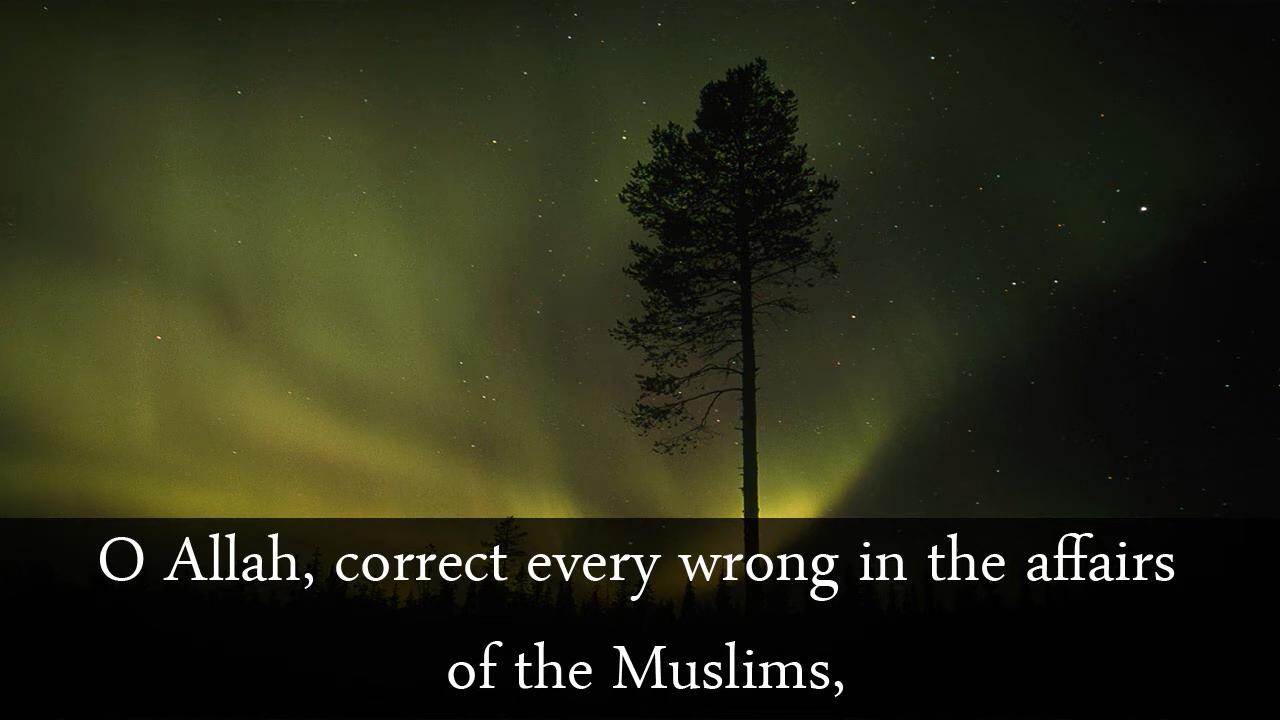 O Allah, correct every wrong in the affairs
of the Muslims,